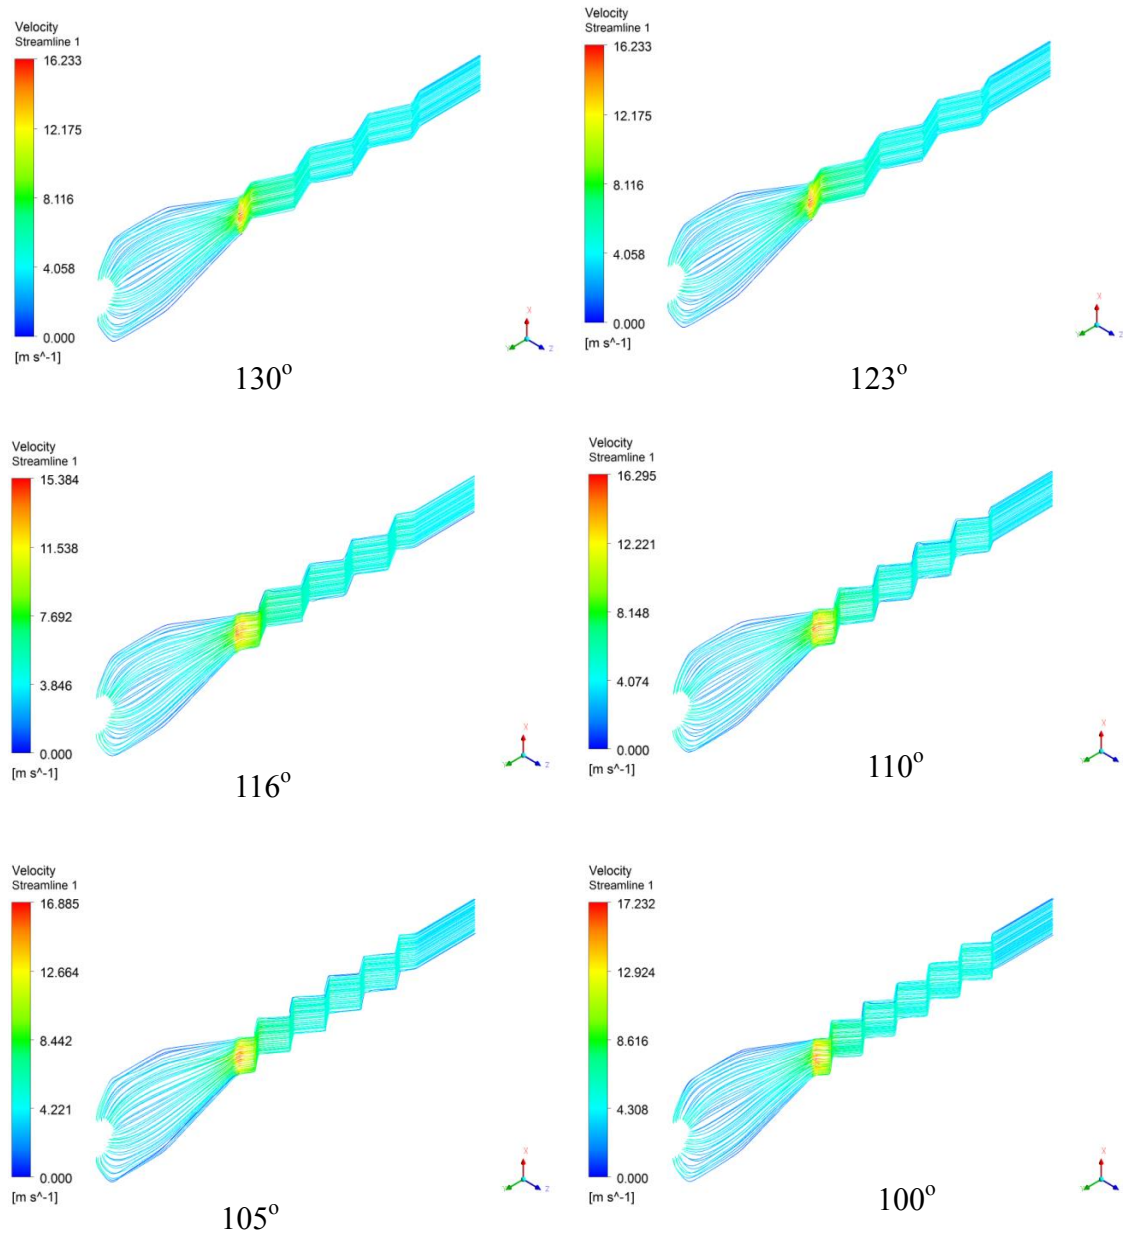 Velocity
Streamline 1
16.233
12.175
8.116
4.058
0.000
[m s^-1]
X
Y
Z
130°
Velocity
Streamline 1
16.233
12.175
8.116
4.058
0.000
[m s^-1]
X
Y
Z
123°
Velocity
Streamline 1
15.384
11.538
7.692
3.846
0.000
[m s^-1]
X
Y
Z
116°
Velocity
Streamline 1
16.295
12.221
8.148
4.074
0.000
[m s^-1]
X
Y
110°
Velocity
Streamline 1
16.885
12.664
8.442
4.221
0.000
[m s^-1]
X
Y
Z
105°
Velocity
Streamline 1
17.232
12.924
8.616
4.308
0.000
[m s^-1]
X
Y
100°